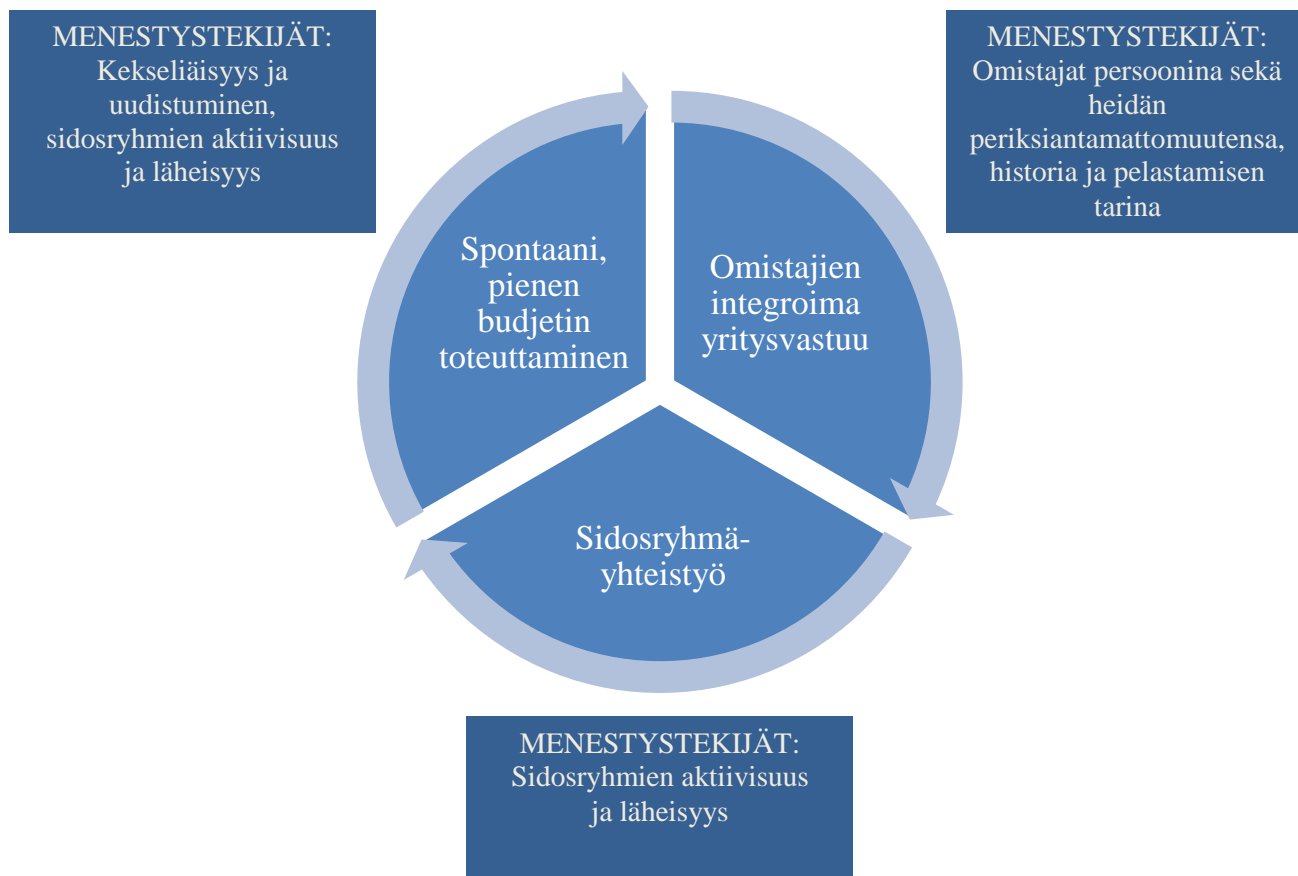 MENESTYSTEKIJÄT:
Kekseliäisyys ja
uudistuminen,
sidosryhmien aktiivisuus
ja läheisyys
MENESTYSTEKIJÄT:
Omistajat persoonina sekä
heidän
periksiantamattomuutensa,
historia ja pelastamisen
tarina
Spontaani,
pienen
budjetin
toteuttaminen
Omistajien
integroima
yritysvastuu
Sidosryhmä-
yhteistyö
MENESTYSTEKIJÄT:
Sidosryhmien aktiivisuus
ja läheisyys